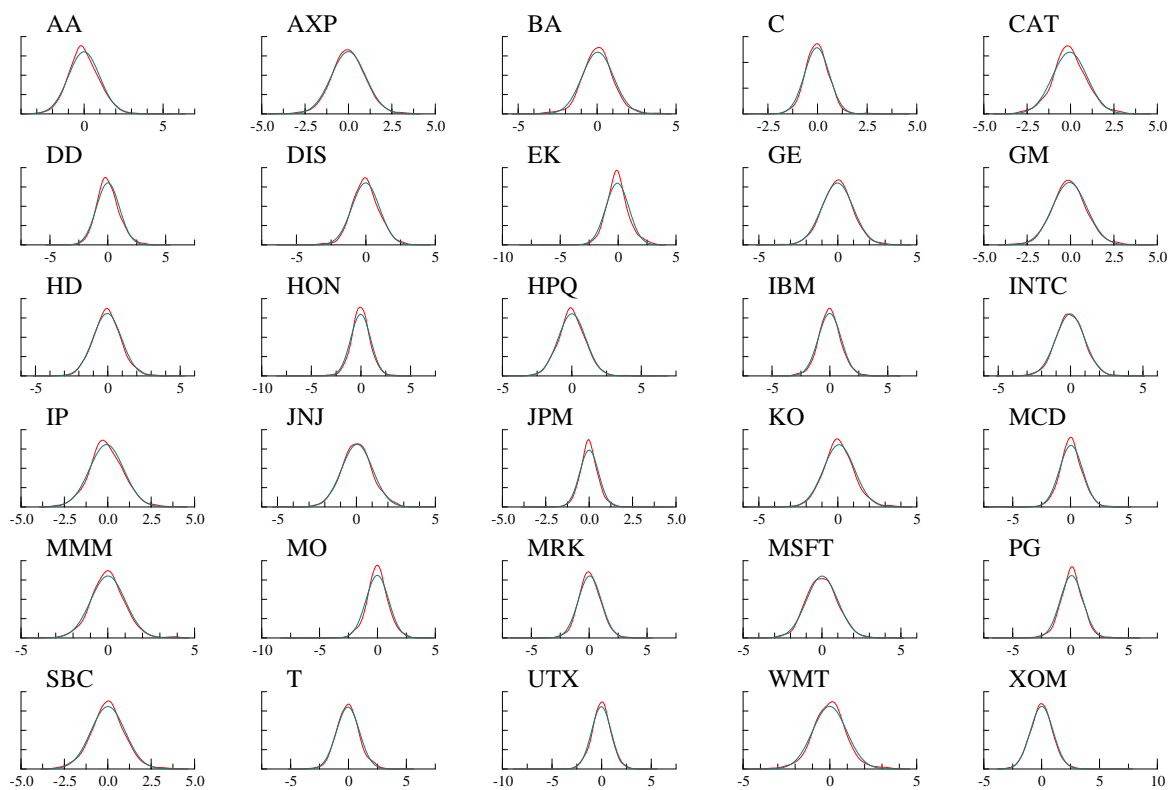 AA AXP BA C CAT
0 5 -5.0 -2.5 0.0 2.5 5.0 -5 0 5 -2.5 0.0 2.5 5.0 -5.0 -2.5 0.0 2.5 5.0
DD DIS EK GE GM
-5 0 5 -5 0 5 -10 -5 0 5 -5 0 5 -5.0 -2.5 0.0 2.5 5.0
HD HON HPQ IBM INTC
-5 0 5 -10 -5 0 5 -5 0 5 -5 0 5 -5 0 5
IP JNJ JPM KO MCD
-5.0 -2.5 0.0 2.5 5.0 -5 0 5 -5.0 -2.5 0.0 2.5 5.0 -5 0 5 -5 0 5
MMM MO MRK MSFT PG
-5 0 5 -10 -5 0 5 -5 0 5 -5 0 5 -5 0 5
SBC T UTX WMT XOM
-5.0 -2.5 0.0 2.5 5.0 -5 0 5 -10 -5 0 5 -5.0 -2.5 0.0 2.5 5.0 -5 0 5 10